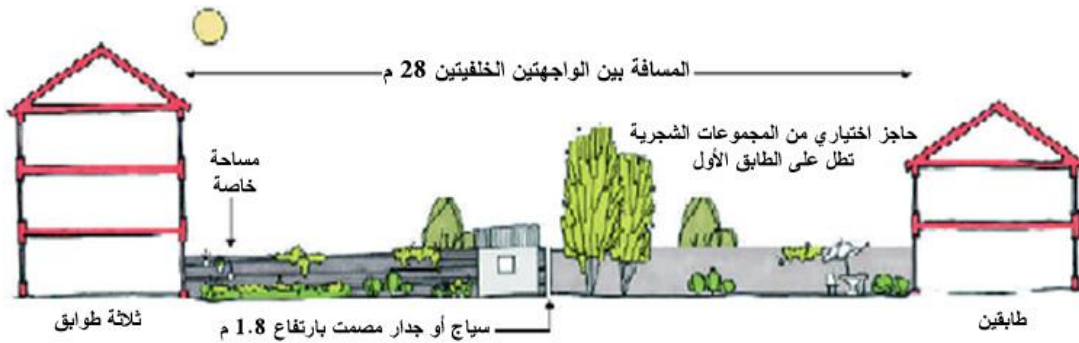 المسافة بين الواجهتين الخلفيتين 28 م
حاجز اختياري من المجموعات الشجرية
تطل على الطابق الأول
مساحة
خاصة
ثلاثة طوابق
سياج أو جدار مصمت بارتفاع 1.8 م
طابقين